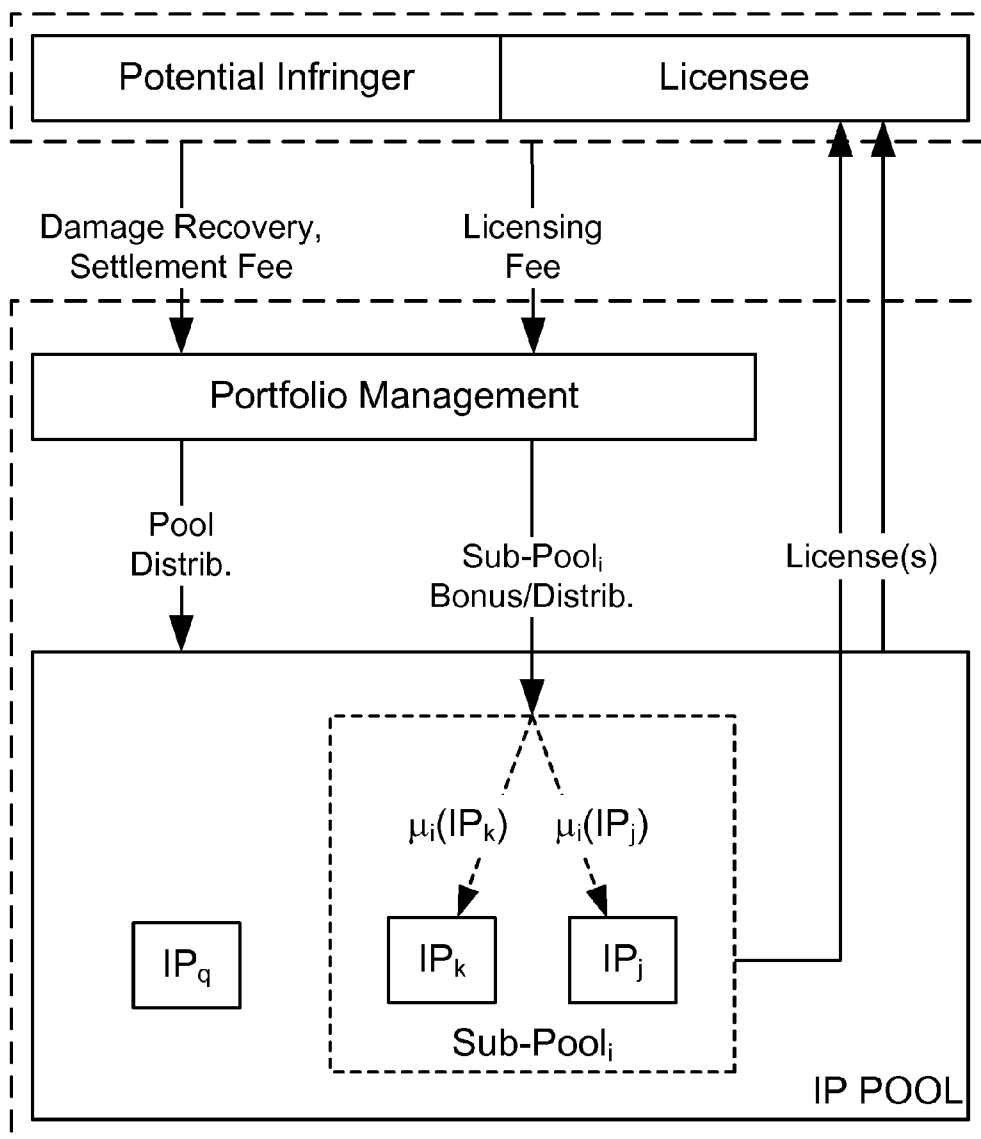 Potential Infringer
Licensee
Damage Recovery,
Settlement Fee
Licensing
Fee
Portfolio Management
Pool
Distrib.
Sub-Poolᵢ
Bonus/Distrib.
License(s)
μᵢ(IPₖ)
μᵢ(IPⱼ)
IPq
IPₖ
IPⱼ
Sub-Poolᵢ
IP POOL